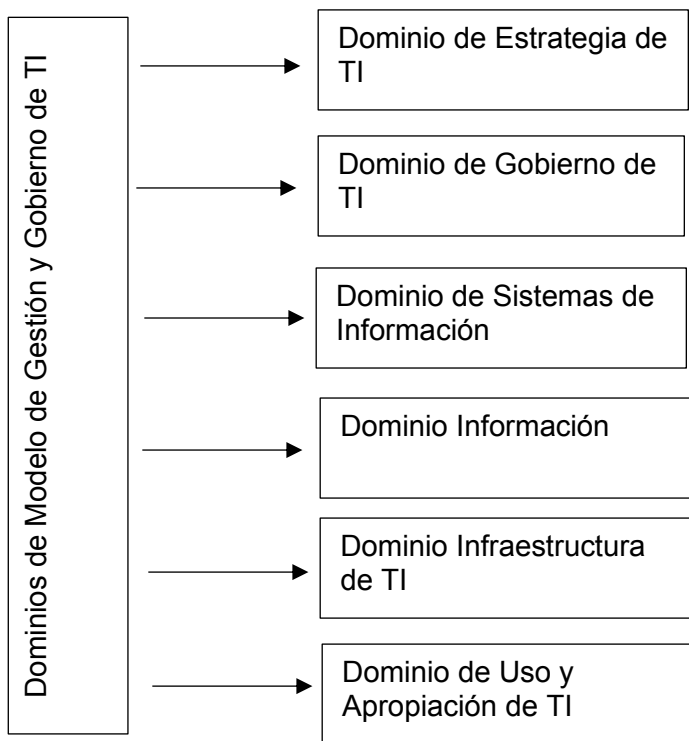 Dominios de Modelo de Gestión y Gobierno de TI
Dominio de Estrategia de
TI
Dominio de Gobierno de
TI
Dominio de Sistemas de
Información
Dominio Información
Dominio Infraestructura
de TI
Dominio de Uso y
Apropiación de TI